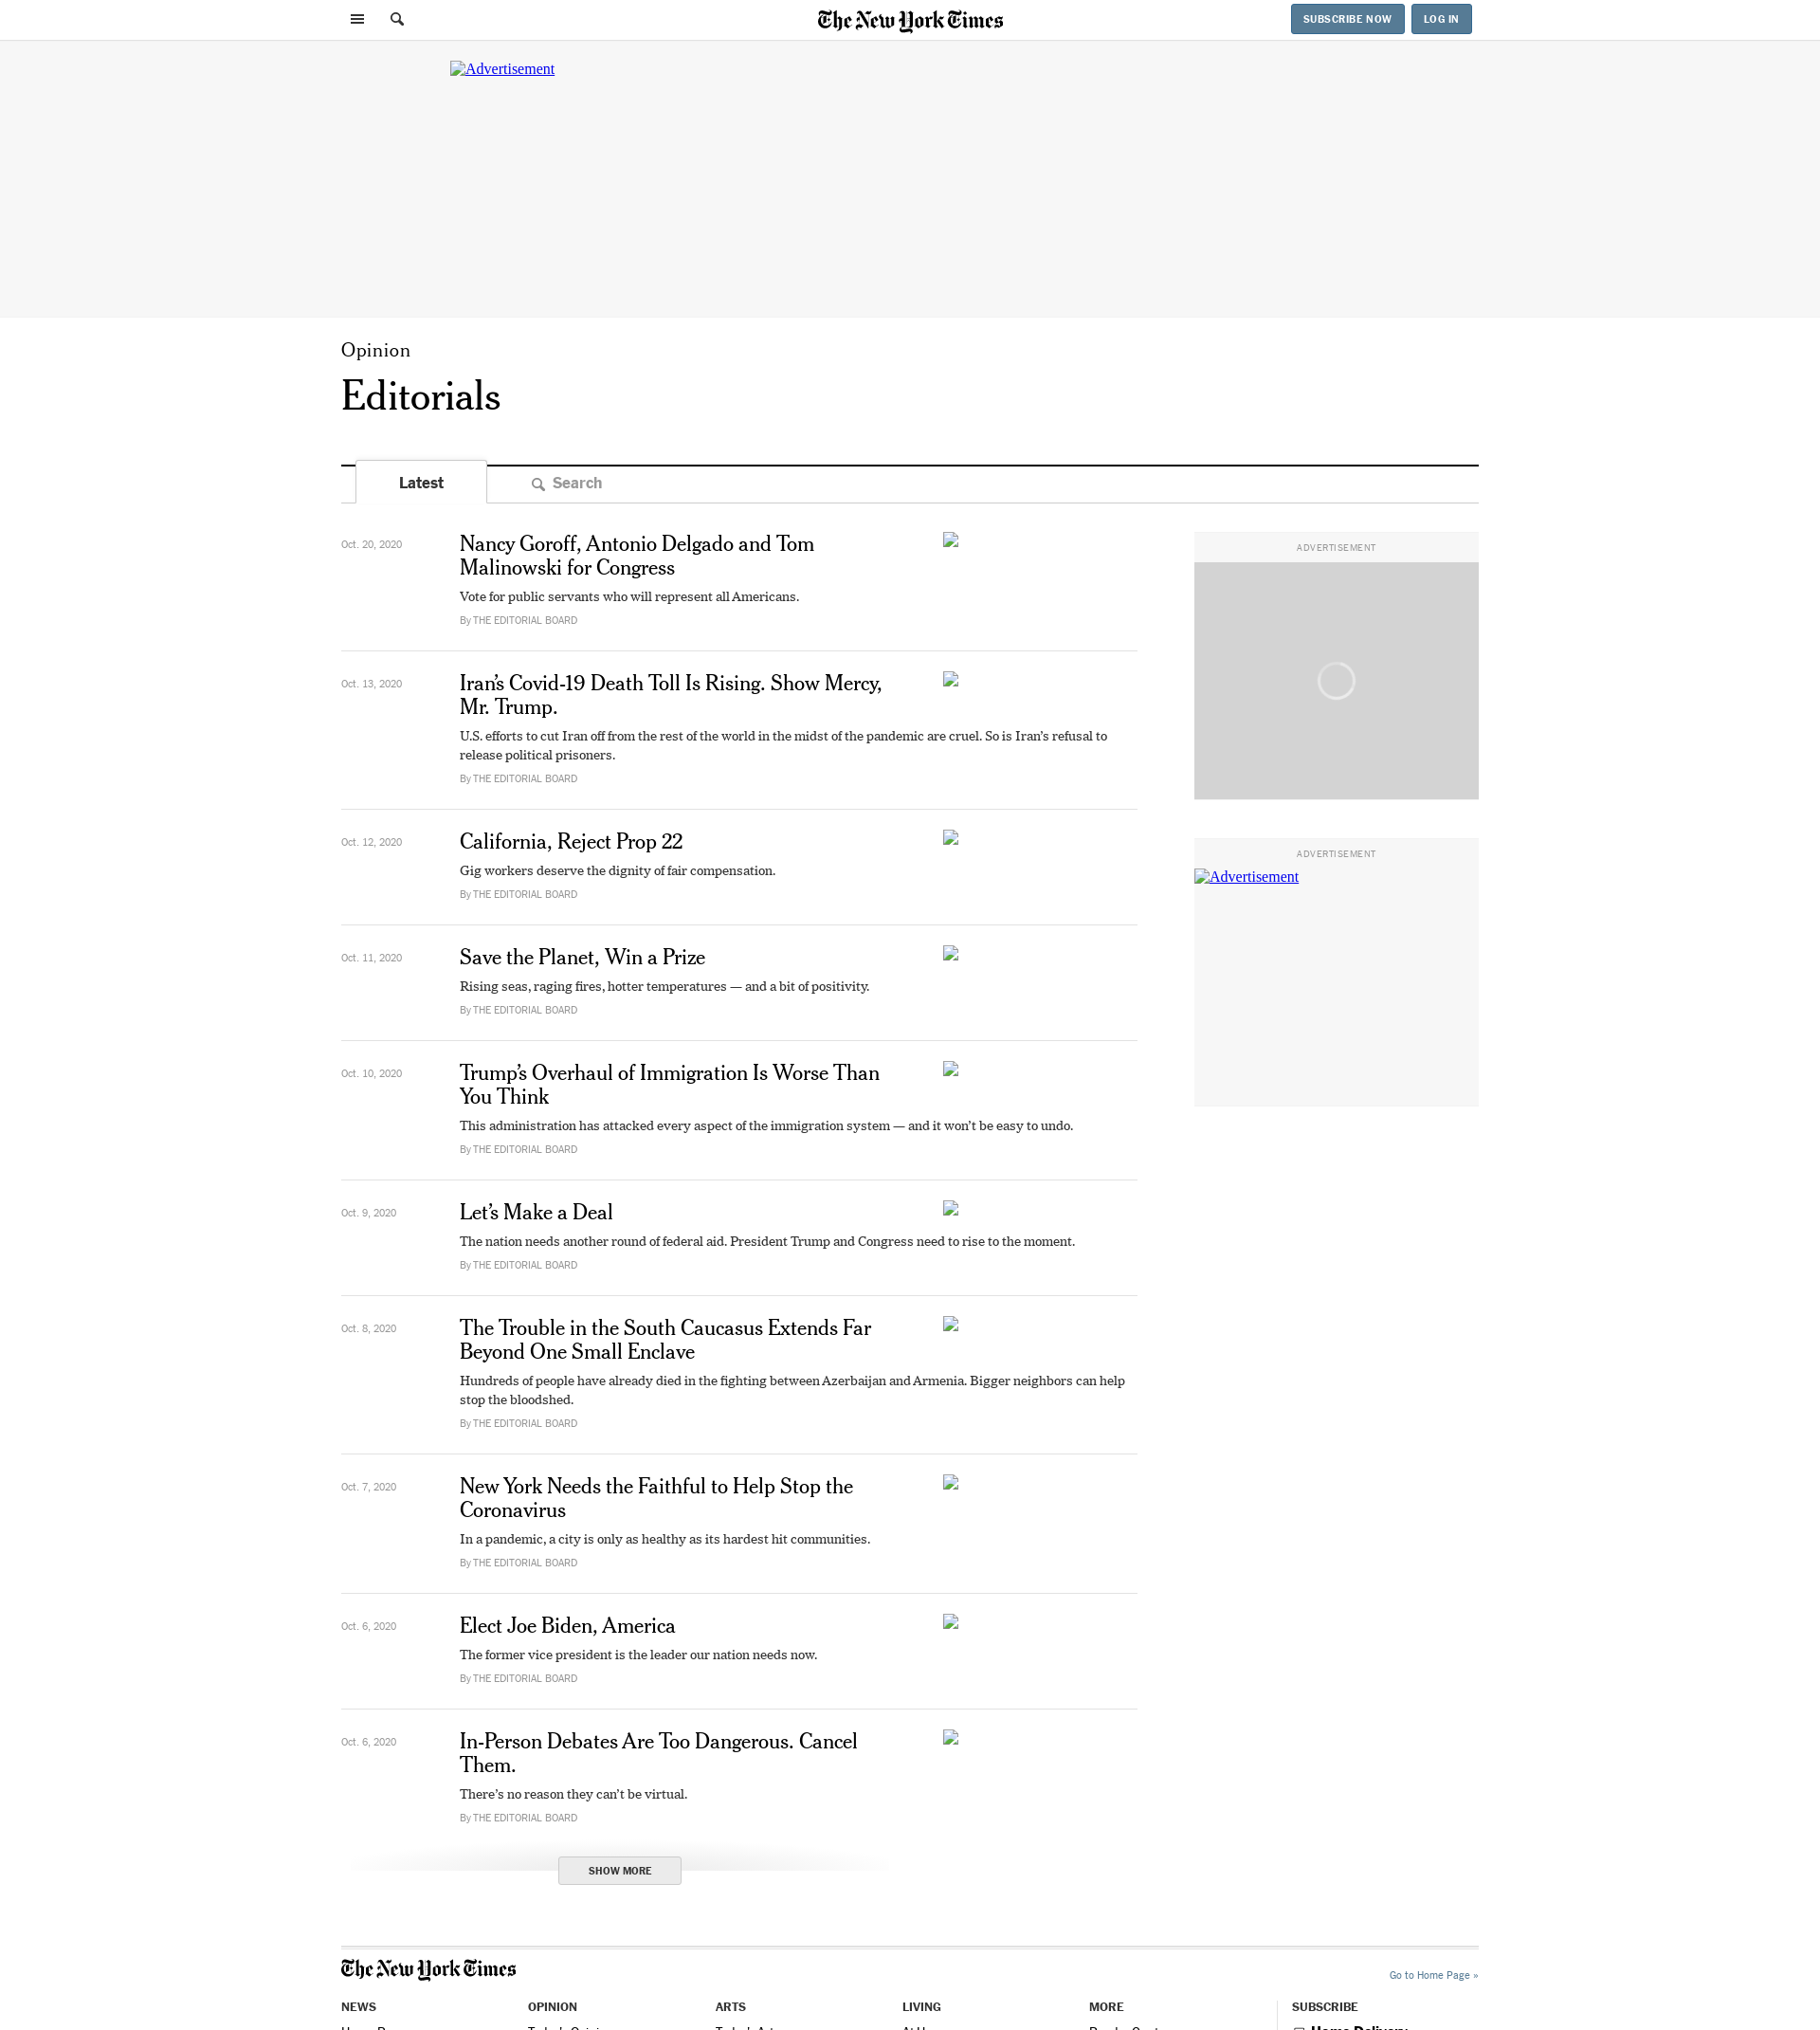 The New York Times
SUBSCRIBE NOW
LOG IN
Advertisement
Opinion
Editorials
Latest
Search
Oct. 20, 2020
Nancy Goroff, Antonio Delgado and Tom
Malinowski for Congress
Vote for public servants who will represent all Americans.
By THE EDITORIAL BOARD
Oct. 13, 2020
Iran’s Covid-19 Death Toll Is Rising. Show Mercy,
Mr. Trump.
U.S. efforts to cut Iran off from the rest of the world in the midst of the pandemic are cruel. So is Iran’s refusal to
release political prisoners.
By THE EDITORIAL BOARD
Oct. 12, 2020
California, Reject Prop 22
Gig workers deserve the dignity of fair compensation.
By THE EDITORIAL BOARD
Oct. 11, 2020
Save the Planet, Win a Prize
Rising seas, raging fires, hotter temperatures — and a bit of positivity.
By THE EDITORIAL BOARD
Oct. 10, 2020
Trump’s Overhaul of Immigration Is Worse Than
You Think
This administration has attacked every aspect of the immigration system — and it won’t be easy to undo.
By THE EDITORIAL BOARD
Oct. 9, 2020
Let’s Make a Deal
The nation needs another round of federal aid. President Trump and Congress need to rise to the moment.
By THE EDITORIAL BOARD
Oct. 8, 2020
The Trouble in the South Caucasus Extends Far
Beyond One Small Enclave
Hundreds of people have already died in the fighting between Azerbaijan and Armenia. Bigger neighbors can help
stop the bloodshed.
By THE EDITORIAL BOARD
Oct. 7, 2020
New York Needs the Faithful to Help Stop the
Coronavirus
In a pandemic, a city is only as healthy as its hardest hit communities.
By THE EDITORIAL BOARD
Oct. 6, 2020
Elect Joe Biden, America
The former vice president is the leader our nation needs now.
By THE EDITORIAL BOARD
Oct. 6, 2020
In-Person Debates Are Too Dangerous. Cancel
Them.
There’s no reason they can’t be virtual.
By THE EDITORIAL BOARD
SHOW MORE
ADVERTISEMENT
ADVERTISEMENT
Advertisement
The New York Times
Go to Home Page »
NEWS
OPINION
ARTS
LIVING
MORE
SUBSCRIBE
Home Delivery